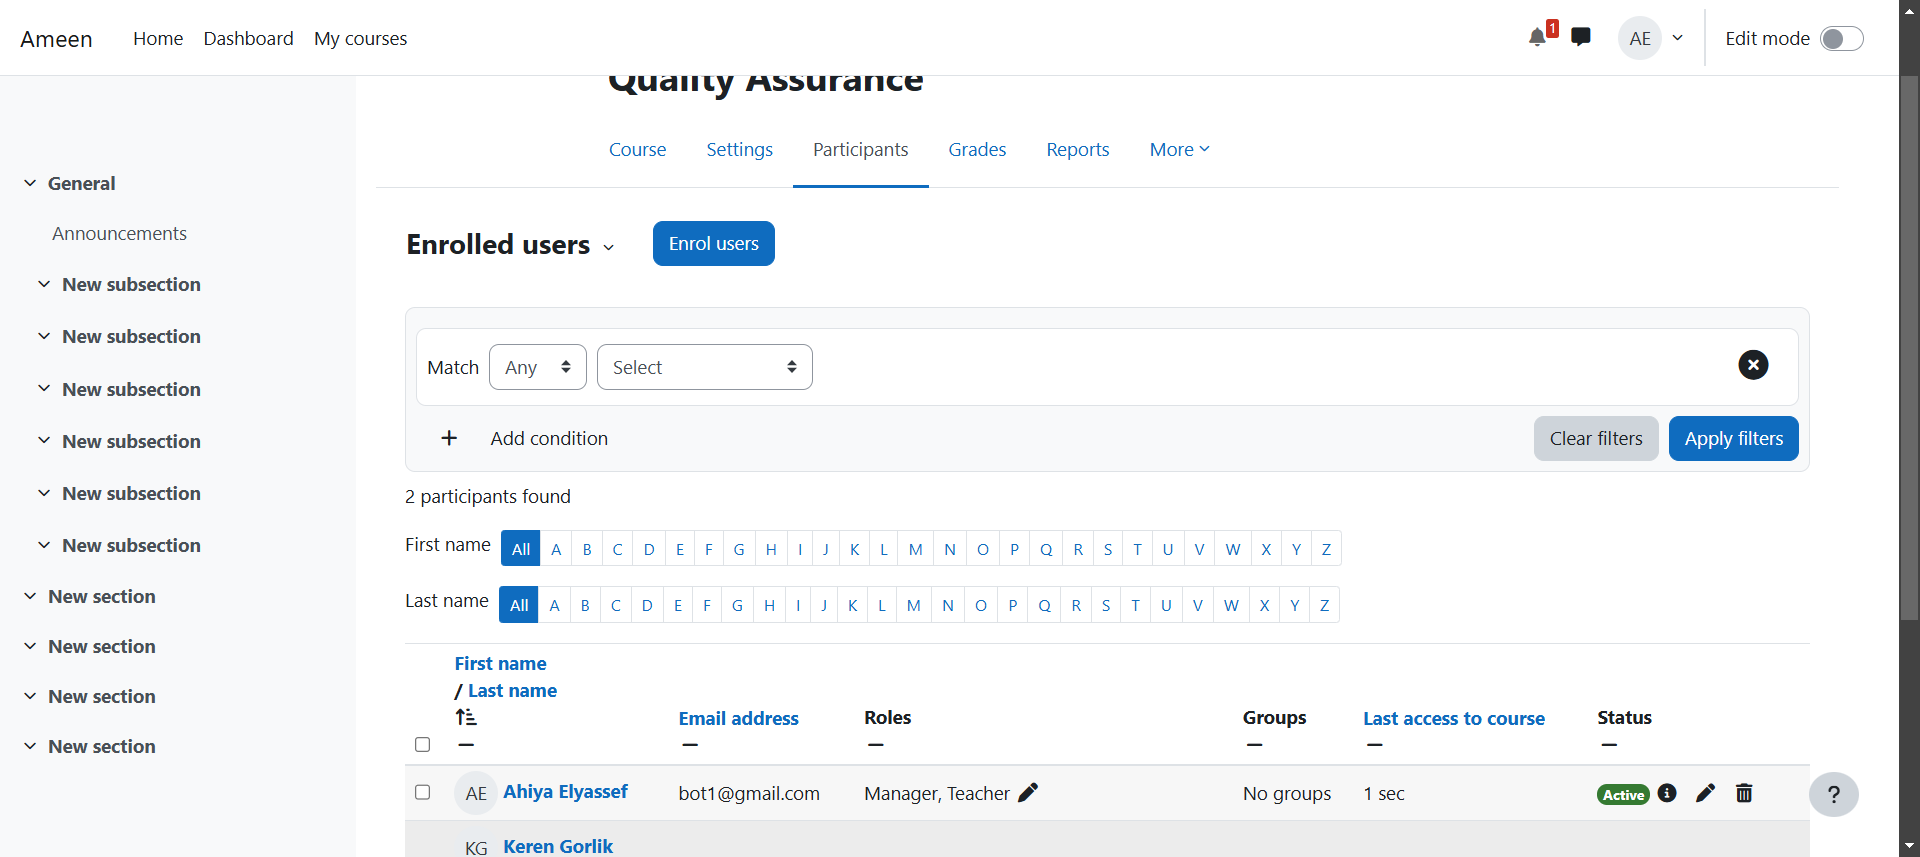 Ameen
Home
Dashboard
My courses
1
AE
Edit mode
General
Announcements
New subsection
New subsection
New subsection
New subsection
New subsection
New subsection
New section
New section
New section
New section
Quality Assurance
Course
Settings
Participants
Grades
Reports
More
Enrolled users
Enrol users
Match
Any
Select
Add condition
Clear filters
Apply filters
2 participants found
First name All A B C D E F G H I J K L M N O P Q R S T U V W X Y Z
Last name All A B C D E F G H I J K L M N O P Q R S T U V W X Y Z
First name
/ Last name
Email address
Roles
Groups
Last access to course
Status
AE
Ahiya Elyassef
bot1@gmail.com
Manager, Teacher
No groups
1 sec
Active
?
KG
Keren Gorlik